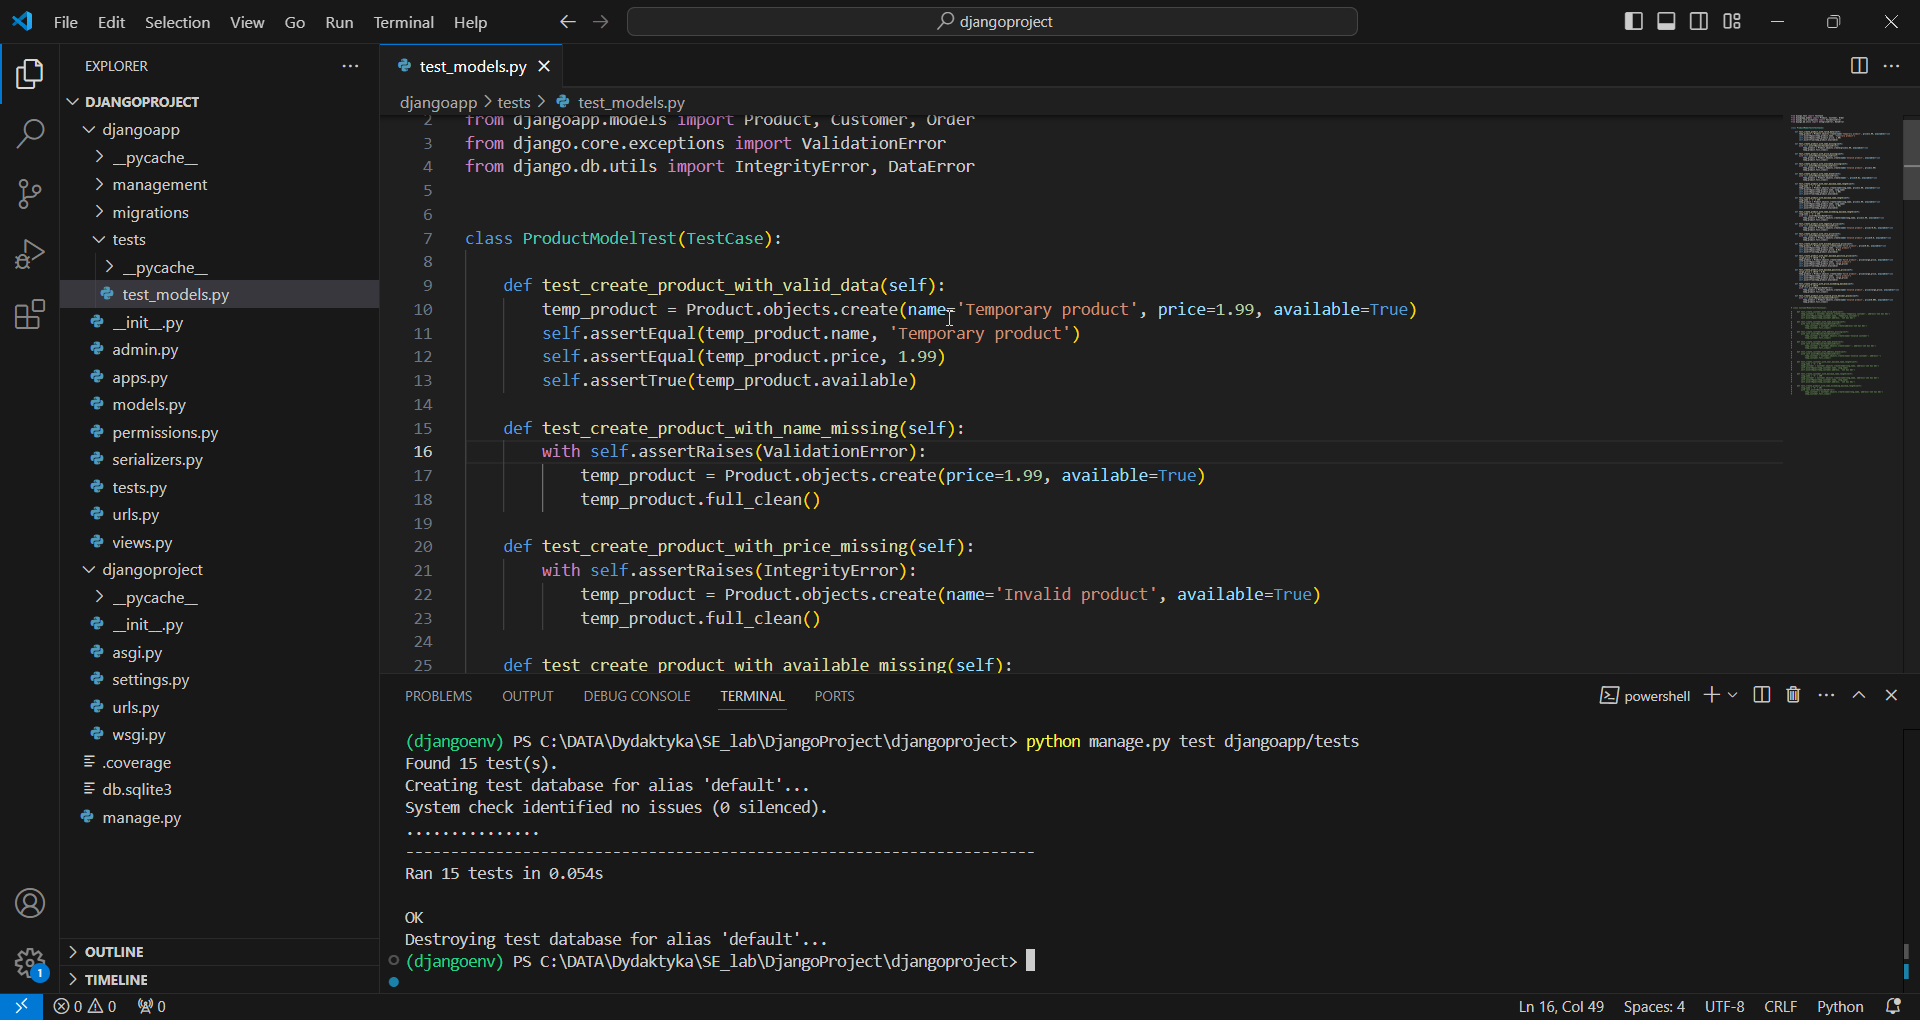 File Edit Selection View Go Run Terminal Help
djangoproject
EXPLORER
DJANGOPROJECT
djangoapp
__pycache__
management
migrations
tests
__pycache__
test_models.py
__init__.py
admin.py
apps.py
models.py
permissions.py
serializers.py
tests.py
urls.py
views.py
djangoproject
__pycache__
__init__.py
asgi.py
settings.py
urls.py
wsgi.py
.coverage
db.sqlite3
manage.py
OUTLINE
TIMELINE
1
test_models.py
djangoapp > tests > test_models.py
2 from djangoapp.models import Product, Customer, Order
3 from django.core.exceptions import ValidationError
4 from django.db.utils import IntegrityError, DataError
5
6
7 class ProductModelTest(TestCase):
8
9 def test_create_product_with_valid_data(self):
10 temp_product = Product.objects.create(name='Temporary product', price=1.99, available=True)
11 self.assertEqual(temp_product.name, 'Temporary product')
12 self.assertEqual(temp_product.price, 1.99)
13 self.assertTrue(temp_product.available)
14
15 def test_create_product_with_name_missing(self):
16 with self.assertRaises(ValidationError):
17 temp_product = Product.objects.create(price=1.99, available=True)
18 temp_product.full_clean()
19
20 def test_create_product_with_price_missing(self):
21 with self.assertRaises(IntegrityError):
22 temp_product = Product.objects.create(name='Invalid product', available=True)
23 temp_product.full_clean()
24
25 def test_create_product_with_available_missing(self):
PROBLEMS OUTPUT DEBUG CONSOLE TERMINAL PORTS
powershell
(djangoenv) PS C:\DATA\Dydaktyka\SE_lab\DjangoProject\djangoproject> python manage.py test djangoapp/tests
Found 15 test(s).
Creating test database for alias 'default'...
System check identified no issues (0 silenced).
...............
----------------------------------------------------------------------
Ran 15 tests in 0.054s
OK
Destroying test database for alias 'default'...
(djangoenv) PS C:\DATA\Dydaktyka\SE_lab\DjangoProject\djangoproject>
0 0 0
Ln 16, Col 49 Spaces: 4 UTF-8 CRLF Python